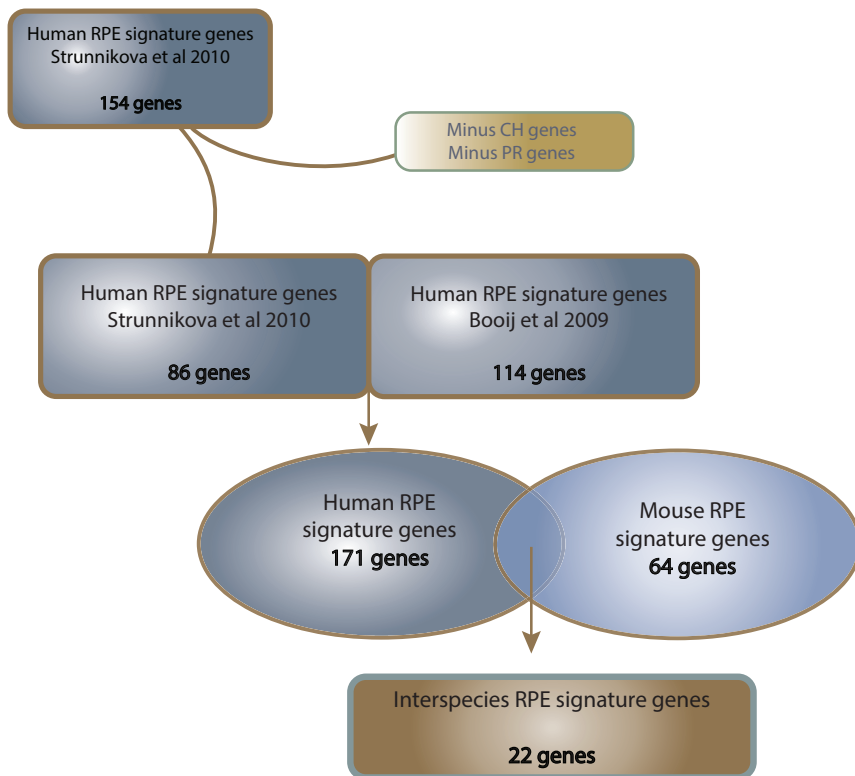 Human RPE signature genes
Strunnikova et al 2010
154 genes
Minus CH genes
Minus PR genes
Human RPE signature genes
Strunnikova et al 2010
86 genes
Human RPE signature genes
Booij et al 2009
114 genes
Human RPE
signature genes
171 genes
Mouse RPE
signature genes
64 genes
Interspecies RPE signature genes
22 genes